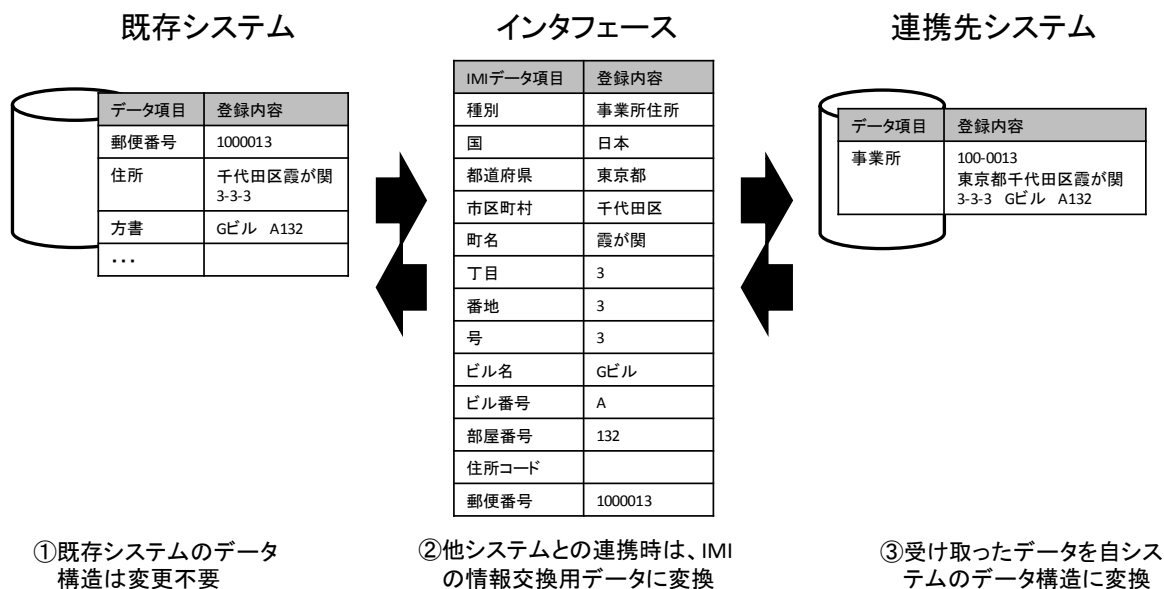 既存システム
インタフェース
連携先システム
データ項目 登録内容
郵便番号 1000013
住所 千代田区霞が関
3-3-3
方書 Gビル A132
・・・
IMIデータ項目 登録内容
種別 事業所住所
国 日本
都道府県 東京都
市区町村 千代田区
町名 霞が関
丁目 3
番地 3
号 3
ビル名 Gビル
ビル番号 A
部屋番号 132
住所コード
郵便番号 1000013
データ項目 登録内容
事業所 100-0013
東京都千代田区霞が関
3-3-3 Gビル A132
①既存システムのデータ
構造は変更不要
②他システムとの連携時は、IMI
の情報交換用データに変換
③受け取ったデータを自シス
テムのデータ構造に変換